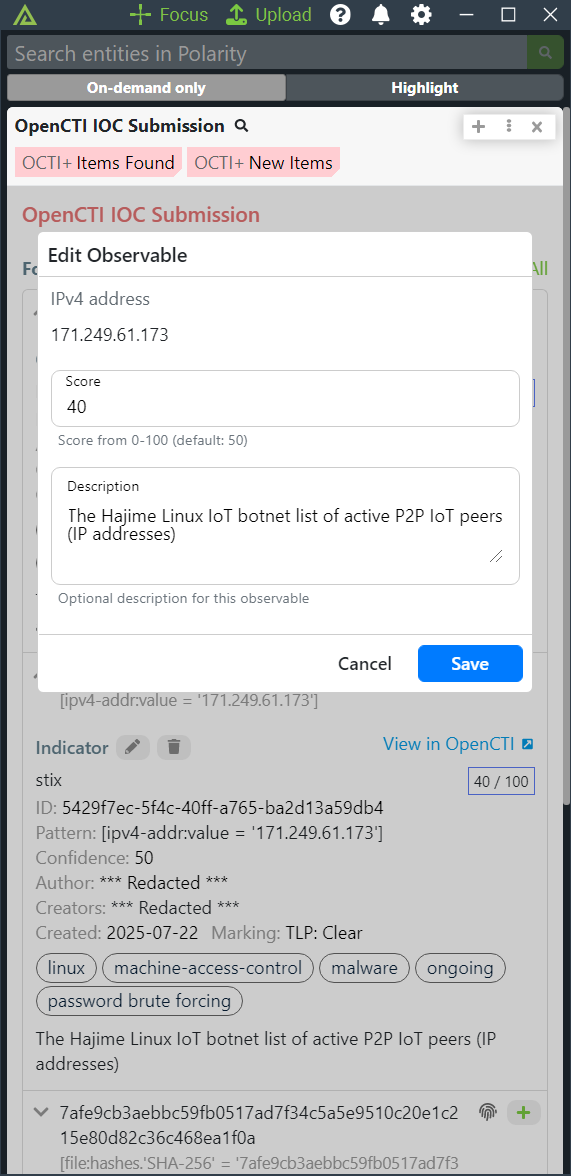 Focus Upload
Search entities in Polarity
On-demand only Highlight
OpenCTI IOC Submission
OCTI+ Items Found OCTI+ New Items
OpenCTI IOC Submission
Fo All
Edit Observable
IPv4 address
171.249.61.173
Score
40
Score from 0-100 (default: 50)
Description
The Hajime Linux IoT botnet list of active P2P IoT peers
(IP addresses)
Optional description for this observable
Cancel Save
[ipv4-addr:value = '171.249.61.173']
Indicator View in OpenCTI
stix 40 / 100
ID: 5429f7ec-5f4c-40ff-a765-ba2d13a59db4
Pattern: [ipv4-addr:value = '171.249.61.173']
Confidence: 50
Author: *** Redacted ***
Creators: *** Redacted ***
Created: 2025-07-22 Marking: TLP: Clear
linux machine-access-control malware ongoing
password brute forcing
The Hajime Linux IoT botnet list of active P2P IoT peers (IP
addresses)
7afe9cb3aebbc59fb0517ad7f34c5a5e9510c20e1c2
15e80d82c36c468ea1f0a
[file:hashes.'SHA-256' = '7afe9cb3aebbc59fb0517ad7f3